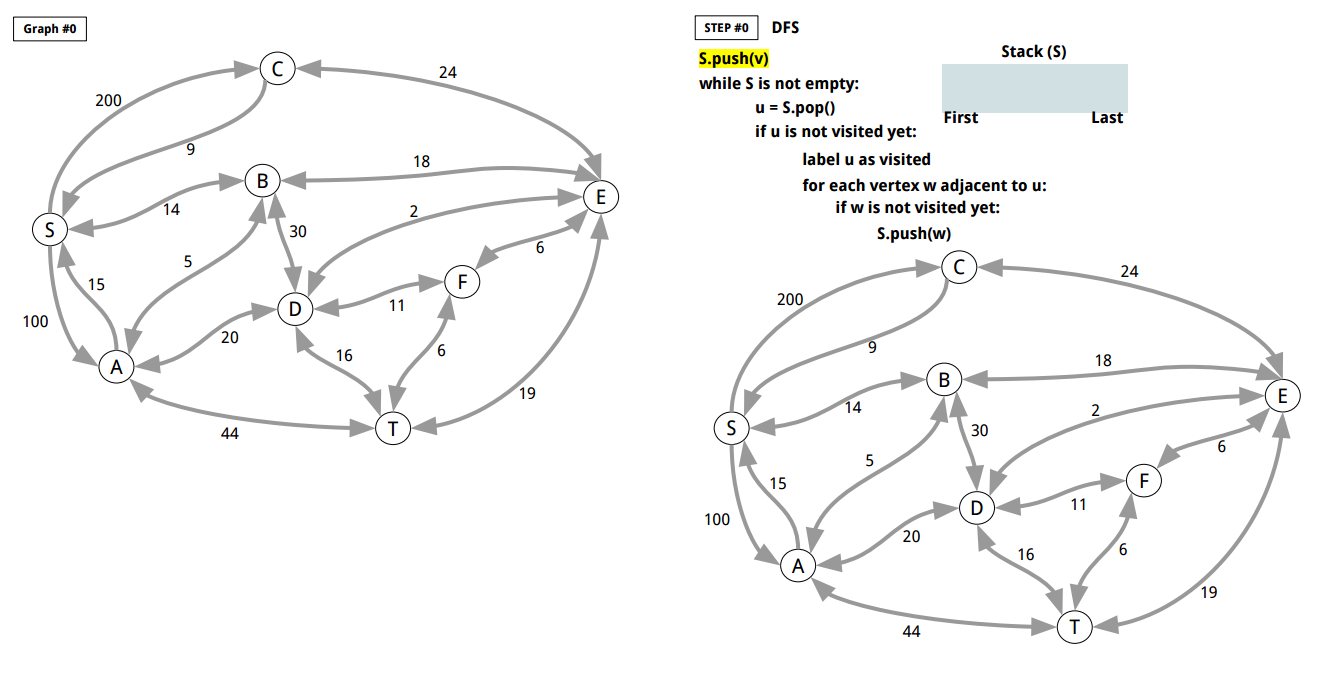 Graph #0
C
24
200
9
B
18
E
14
S
2
30
5
6
F
15
D
11
100
20
16
6
A
19
44
T
STEP #0 DFS
S.push(v)
Stack (S)
while S is not empty:
u = S.pop()
First Last
if u is not visited yet:
label u as visited
for each vertex w adjacent to u:
if w is not visited yet:
S.push(w)
C
24
200
9
B
18
E
14
2
S
30
5
6
F
15
D
11
100
20
16
6
A
19
44
T